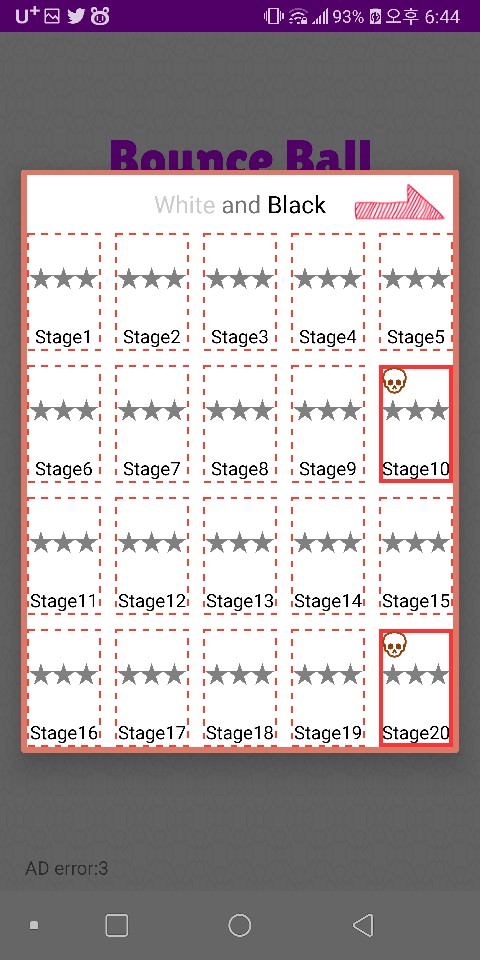 U+ 93% 오후 6:44
Bounce Ball
White and Black
Stage1 Stage2 Stage3 Stage4 Stage5
Stage6 Stage7 Stage8 Stage9 Stage10
Stage11 Stage12 Stage13 Stage14 Stage15
Stage16 Stage17 Stage18 Stage19 Stage20
AD error:3